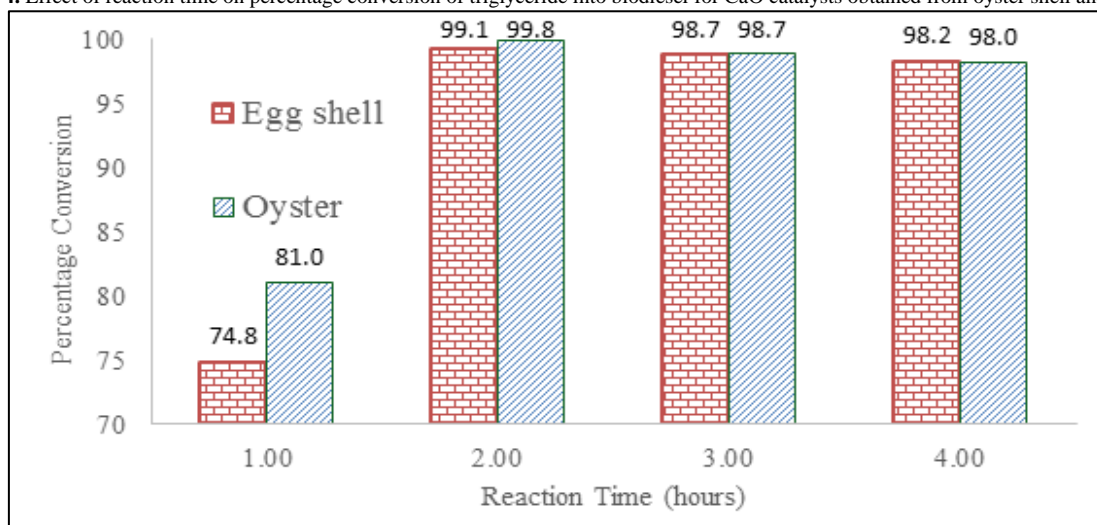 Effect of reaction time on percentage conversion of triglyceride into biodiesel for CaO catalysts obtained from oyster shell
100
95
90
85
80
75
70
Percentage Conversion
Egg shell
Oyster
74.8
81.0
99.1 99.8
98.7 98.7
98.2 98.0
1.00 2.00 3.00 4.00
Reaction Time (hours)